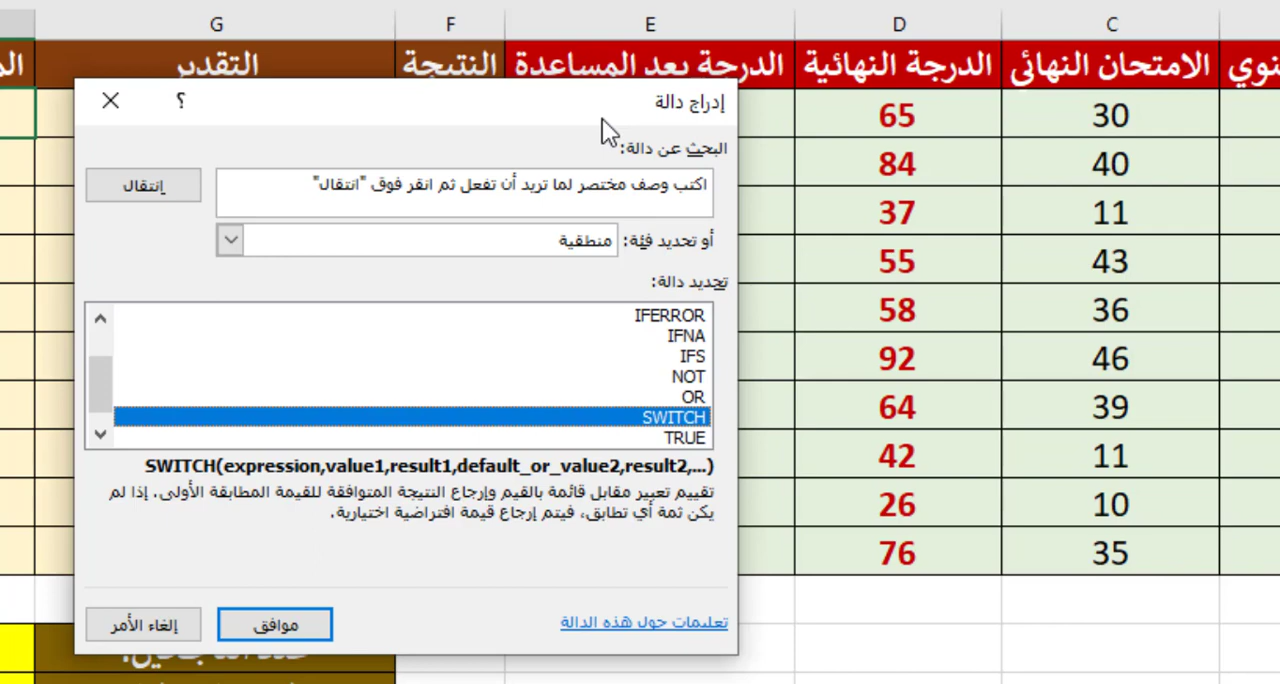 C D E F G
نوي الامتحان النهائي الدرجة النهائية الدرجة بعد المساعدة النتيجة التقدير
إدراج دالة ؟
البحث عن دالة:
اكتب وصف مختصر لما تريد أن تفعل ثم انقر فوق "انتقال" إنتقال
أو تحديد فئة: منطقية
تحديد دالة:
IFERROR
IFNA
IFS
NOT
OR
SWITCH
TRUE
SWITCH(expression,value1,result1,default_or_value2,result2,...)
تقييم تعبير مقابل قائمة بالقيم وإرجاع النتيجة المتوافقة للقيمة المطابقة الأولى. إذا لم
يكن ثمة أي تطابق، فيتم إرجاع قيمة افتراضية اختيارية.
تعليمات حول هذه الدالة موافق إلغاء الأمر
30 65
40 84
11 37
43 55
36 58
46 92
39 64
11 42
10 26
35 76